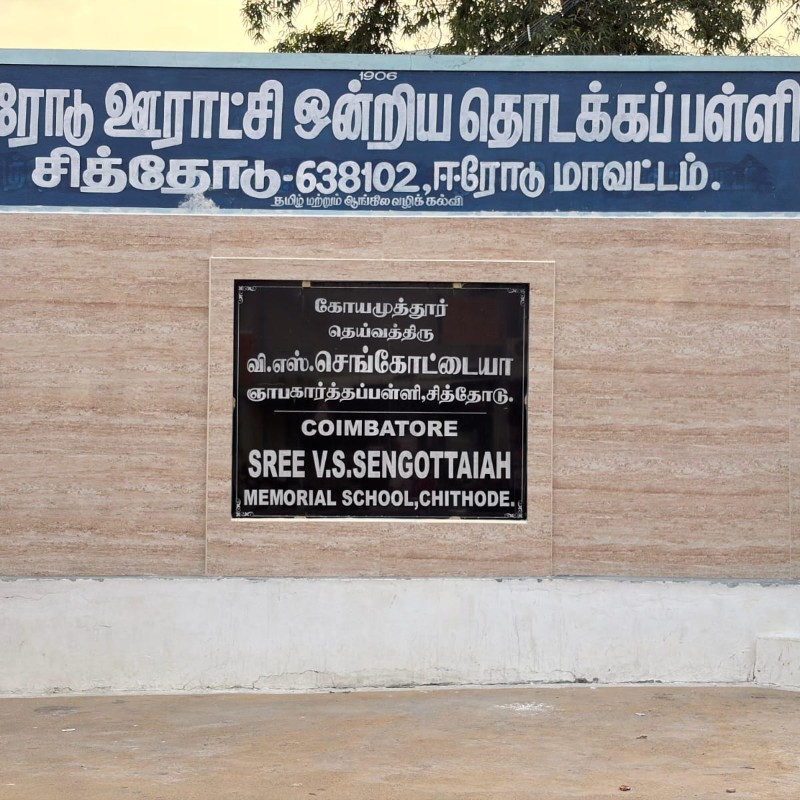 1906
ரோடு ஊராட்சி ஒன்றிய தொடக்கப் பள்ளி
சித்தோடு-638102,ஈரோடு மாவட்டம்.
தமிழ் மற்றும் ஆங்கில வழிக் கல்வி
கோயமுத்தூர்
தெய்வத்திரு
வி.எஸ்.செங்கோட்டையா
ஞாபகார்த்தப்பள்ளி,சித்தோடு.
COIMBATORE
SREE V.S.SENGOTTAIAH
MEMORIAL SCHOOL,CHITHODE.